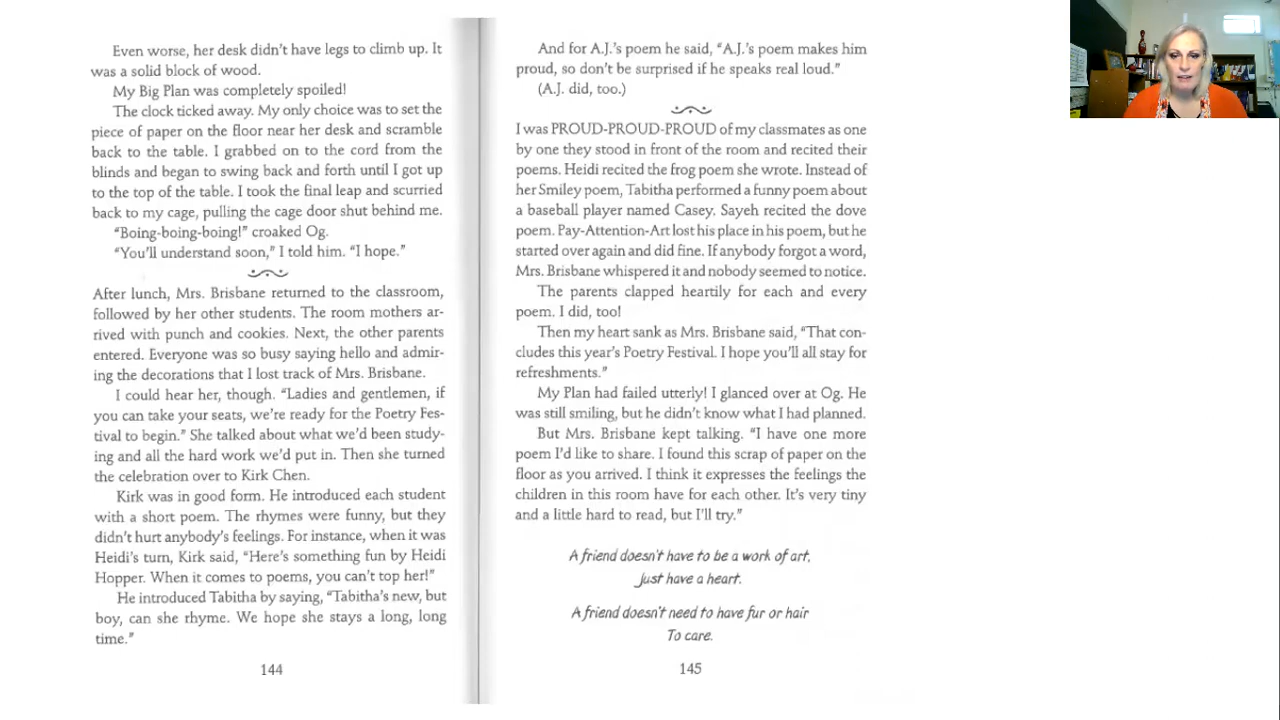 Even worse, her desk didn't have legs to climb up. It
was a solid block of wood.
My Big Plan was completely spoiled!
The clock ticked away. My only choice was to set the
piece of paper on the floor near her desk and scramble
back to the table. I grabbed on to the cord from the
blinds and began to swing back and forth until I got up
to the top of the table. I took the final leap and scurried
back to my cage, pulling the cage door shut behind me.
"Boing-boing-boing!" croaked Og.
"You'll understand soon," I told him. "I hope."
After lunch, Mrs. Brisbane returned to the classroom,
followed by her other students. The room mothers ar-
rived with punch and cookies. Next, the other parents
entered. Everyone was so busy saying hello and admir-
ing the decorations that I lost track of Mrs. Brisbane.
I could hear her, though. "Ladies and gentlemen, if
you can take your seats, we're ready for the Poetry Fes-
tival to begin." She talked about what we'd been study-
ing and all the hard work we'd put in. Then she turned
the celebration over to Kirk Chen.
Kirk was in good form. He introduced each student
with a short poem. The rhymes were funny, but they
didn't hurt anybody's feelings. For instance, when it was
Heidi's turn, Kirk said, "Here's something fun by Heidi
Hopper. When it comes to poems, you can't top her!"
He introduced Tabitha by saying, "Tabitha's new, but
boy, can she rhyme. We hope she stays a long, long
time."
144
And for A.J.'s poem he said, "A.J.'s poem makes him
proud, so don't be surprised if he speaks real loud."
(A.J. did, too.)
I was PROUD-PROUD-PROUD of my classmates as one
by one they stood in front of the room and recited their
poems. Heidi recited the frog poem she wrote. Instead of
her Smiley poem, Tabitha performed a funny poem about
a baseball player named Casey. Sayeh recited the dove
poem. Pay-Attention-Art lost his place in his poem, but he
started over again and did fine. If anybody forgot a word,
Mrs. Brisbane whispered it and nobody seemed to notice.
The parents clapped heartily for each and every
poem. I did, too!
Then my heart sank as Mrs. Brisbane said, "That con-
cludes this year's Poetry Festival. I hope you'll all stay for
refreshments."
My Plan had failed utterly! I glanced over at Og. He
was still smiling, but he didn't know what I had planned.
But Mrs. Brisbane kept talking. "I have one more
poem I'd like to share. I found this scrap of paper on the
floor as you arrived. I think it expresses the feelings the
children in this room have for each other. It's very tiny
and a little hard to read, but I'll try."
A friend doesn't have to be a work of art,
Just have a heart.
A friend doesn't need to have fur or hair
To care.
145